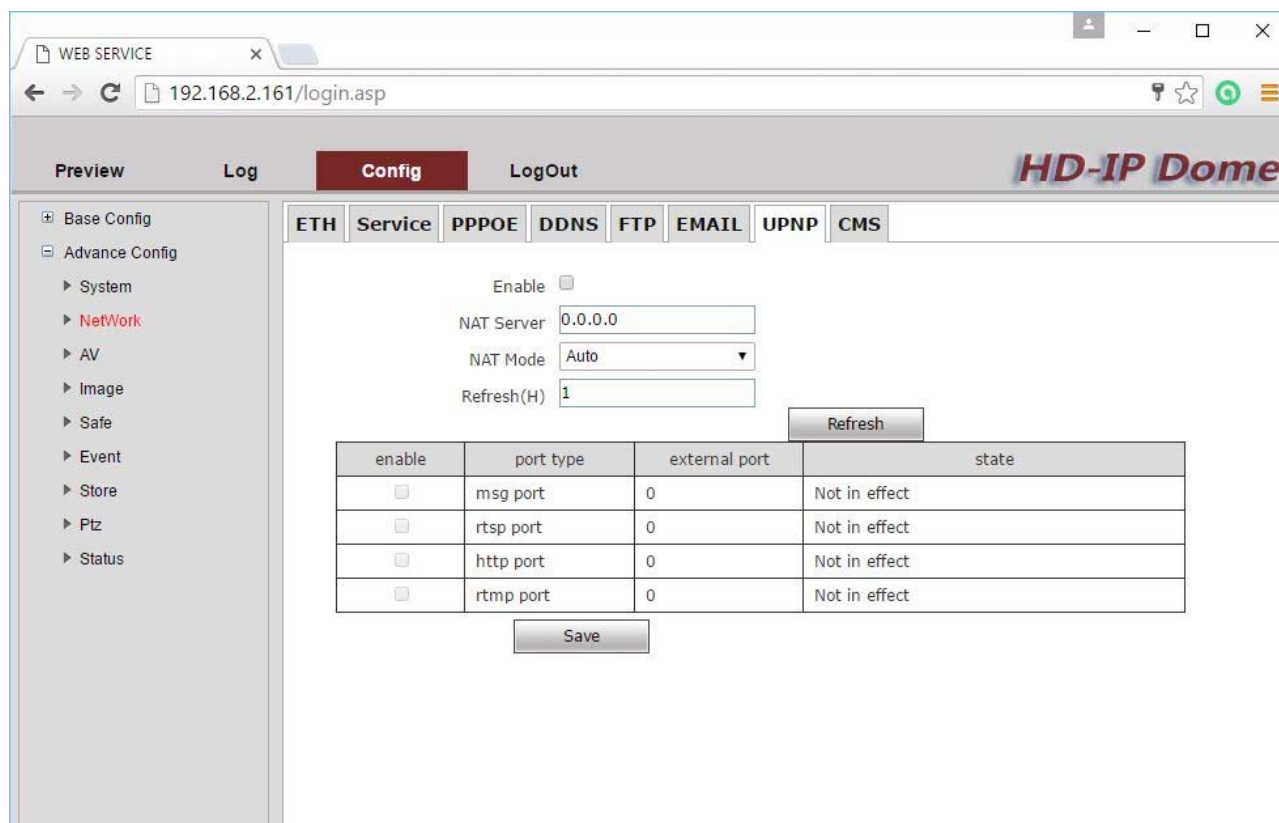 WEB SERVICE
192.168.2.161/login.asp
Preview Log Config LogOut HD-IP Dome
Base Config
Advance Config
System
NetWork
AV
Image
Safe
Event
Store
Ptz
Status
ETH Service PPPOE DDNS FTP EMAIL UPNP CMS
Enable
NAT Server 0.0.0.0
NAT Mode Auto
Refresh(H) 1
Refresh
enable port type external port state
msg port 0 Not in effect
rtsp port 0 Not in effect
http port 0 Not in effect
rtmp port 0 Not in effect
Save